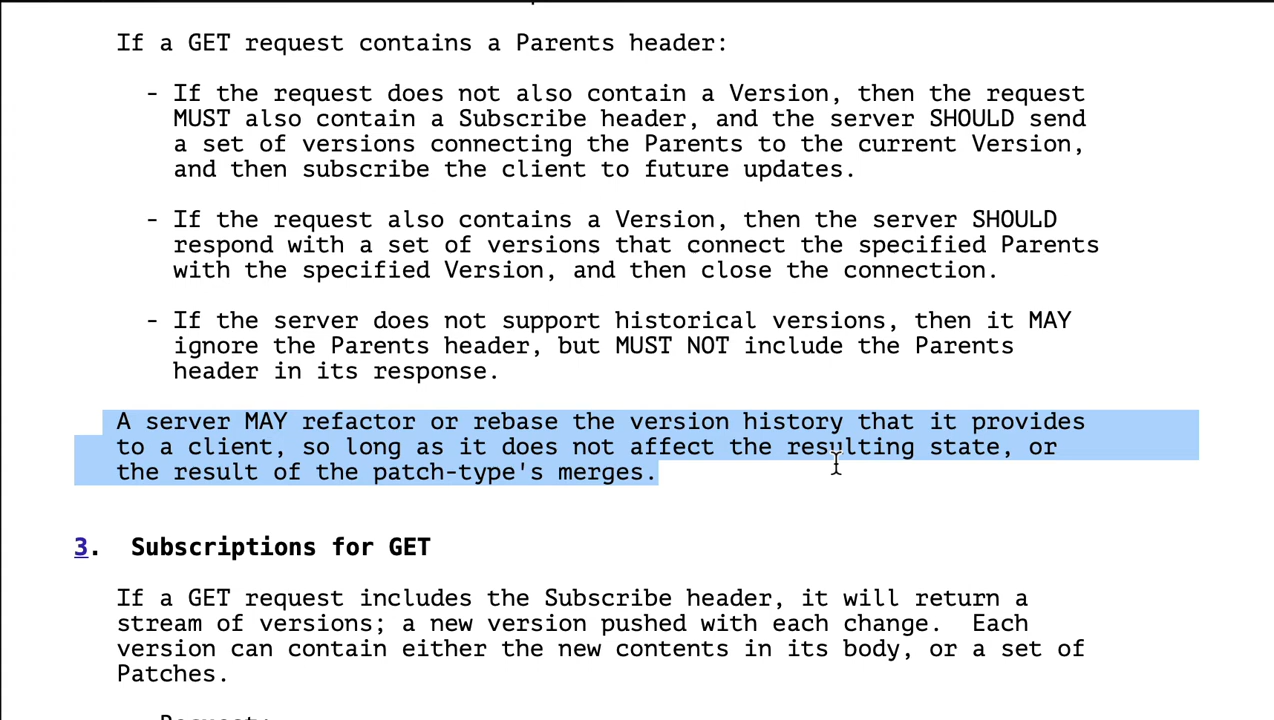 If a GET request contains a Parents header:
- If the request does not also contain a Version, then the request
MUST also contain a Subscribe header, and the server SHOULD send
a set of versions connecting the Parents to the current Version,
and then subscribe the client to future updates.
- If the request also contains a Version, then the server SHOULD
respond with a set of versions that connect the specified Parents
with the specified Version, and then close the connection.
- If the server does not support historical versions, then it MAY
ignore the Parents header, but MUST NOT include the Parents
header in its response.
A server MAY refactor or rebase the version history that it provides
to a client, so long as it does not affect the resulting state, or
the result of the patch-type's merges.
3. Subscriptions for GET
If a GET request includes the Subscribe header, it will return a
stream of versions; a new version pushed with each change. Each
version can contain either the new contents in its body, or a set of
Patches.
Request: